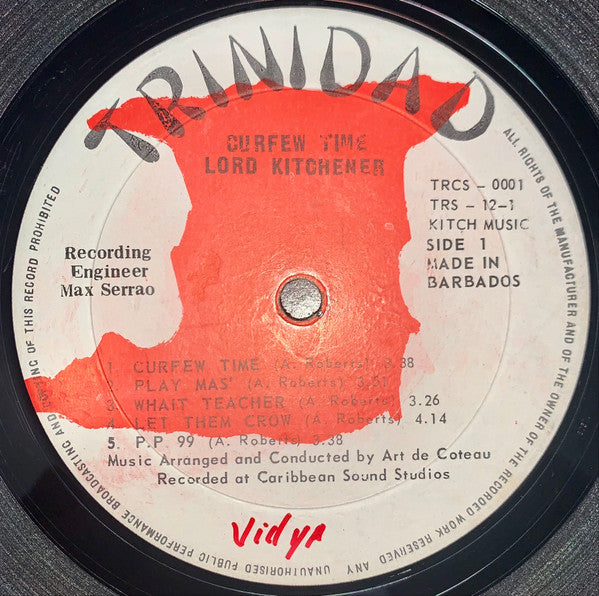 TRINIDAD
CURFEW TIME
LORD KITCHENER
TRCS - 0001
TRS - 12-1
KITCH MUSIC
SIDE 1
MADE IN
BARBADOS
Recording
Engineer
Max Serrao
1. CURFEW TIME (A. Roberts) 3.38
2. PLAY MAS' (A. Roberts) 3.51
3. WHAIT TEACHER (A. Roberts) 3.26
4. LET THEM CROW (A. Roberts) 4.14
5. P.P. 99 (A. Roberts) 3.38
Music Arranged and Conducted by Art de Coteau
Recorded at Caribbean Sound Studios
Vidya
ALL RIGHTS OF THE MANUFACTURER AND OF THE OWNER OF THE RECORDED WORK RESERVED ANY UNAUTHORISED PUBLIC PERFORMANCE BROADCASTING AND COPYING OF THIS RECORD PROHIBITED